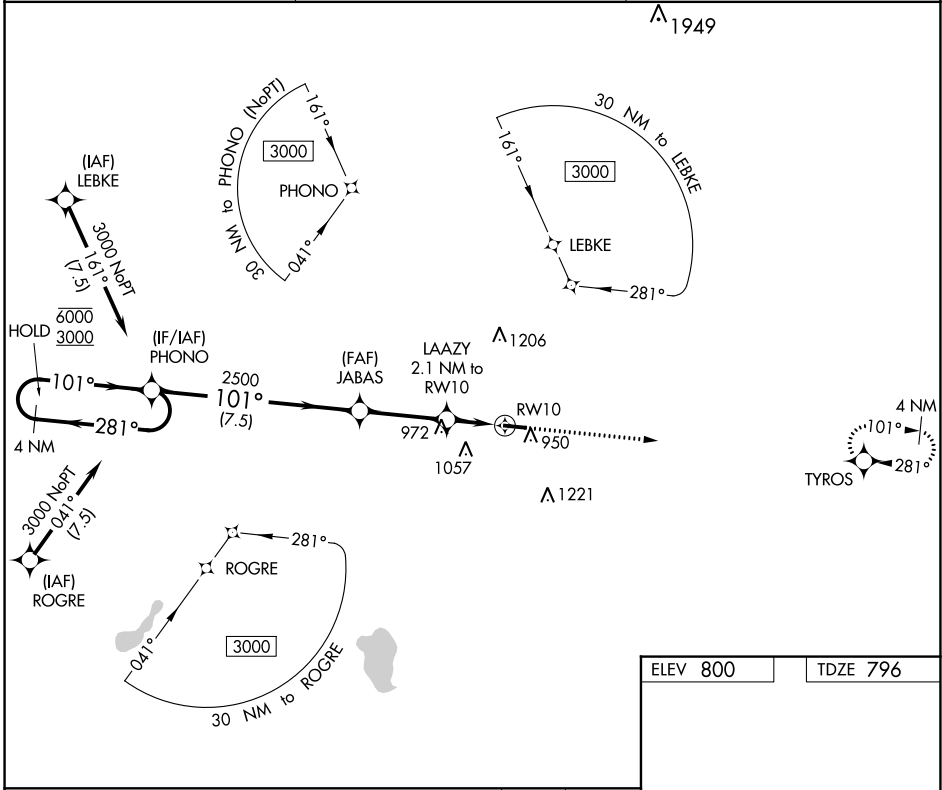 1949
30 NM to PHONO (NoPT)
161°
3000
PHONO
041°
30 NM to LEBKE
161°
3000
LEBKE
281°
(IAF)
LEBKE
3000 NoPT
161°
(7.5)
HOLD
6000
3000
(IF/IAF)
PHONO
101°
281°
4 NM
2500
101°
(7.5)
(FAF)
JABAS
LAAZY
2.1 NM to
RW10
1206
RW10
972
950
1057
1221
4 NM
101°
281°
TYROS
3000 NoPT
041°
(7.5)
(IAF)
ROGRE
281°
ROGRE
041°
3000
30 NM to ROGRE
ELEV 800
TDZE 796